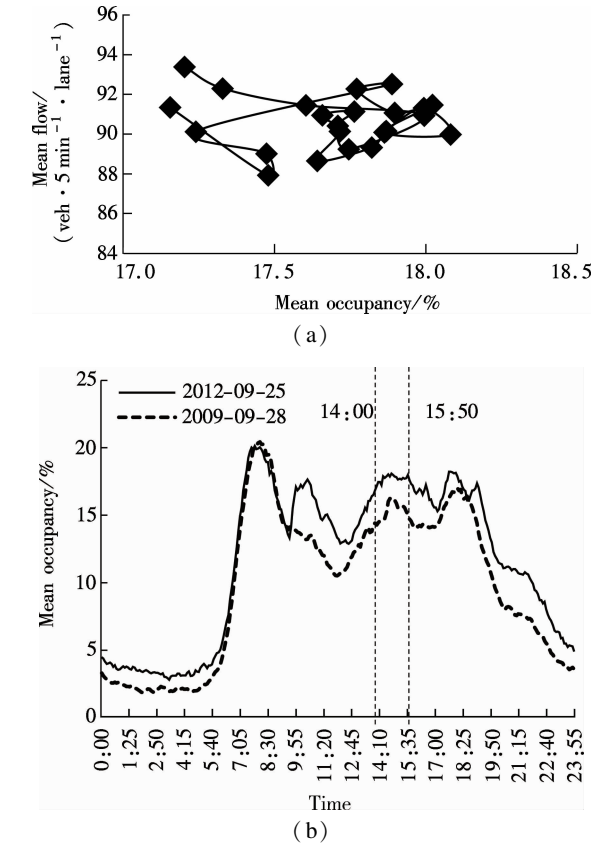 96
94
92
90
88
86
84
Mean flow/
(veh·5 min⁻¹·lane⁻¹)
17.0 17.5 18.0 18.5
Mean occupancy/%
(a)
25
20
15
10
5
0
Mean occupancy/%
2012-09-25
2009-09-28
14:00 15:50
0:00 1:25 2:50 4:15 5:40 7:05 8:30 9:55 11:20 12:45 14:10 15:35 17:00 18:25 19:50 21:15 22:40 23:55
Time
(b)